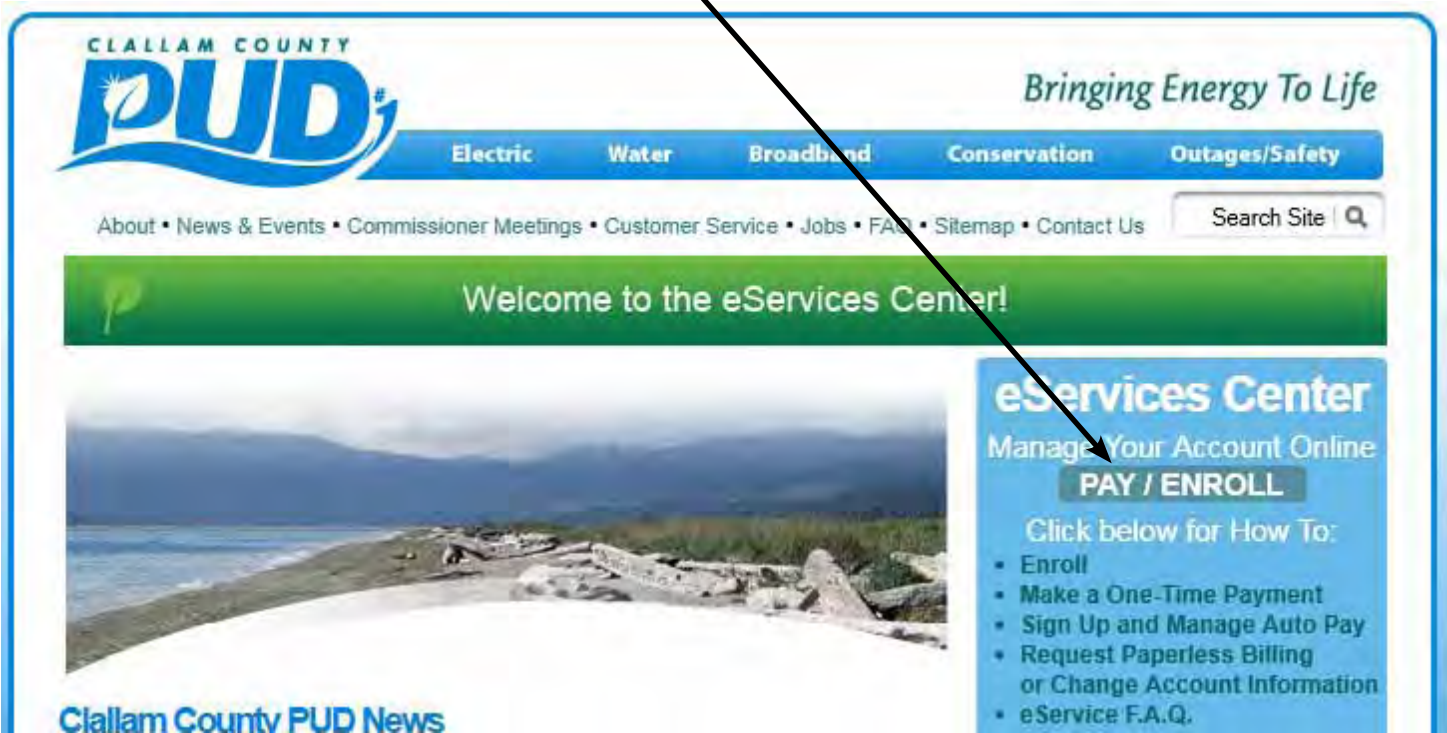 CLALLAM COUNTY
PUD #1
Bringing Energy To Life
Electric Water Broadband Conservation Outages/Safety
About • News & Events • Commissioner Meetings • Customer Service • Jobs • FAQ • Sitemap • Contact Us
Search Site
Welcome to the eServices Center!
eServices Center
Manage Your Account Online
PAY / ENROLL
Click below for How To:
• Enroll
• Make a One-Time Payment
• Sign Up and Manage Auto Pay
• Request Paperless Billing
or Change Account Information
• eService F.A.Q.
Clallam County PUD News